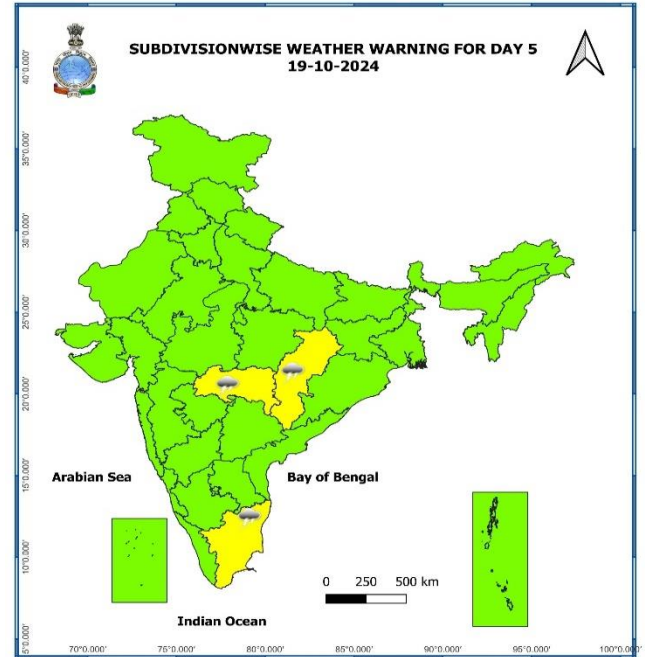 SUBDIVISIONWISE WEATHER WARNING FOR DAY 5
19-10-2024
40°0.000'
35°0.000'
30°0.000'
25°0.000'
20°0.000'
15°0.000'
10°0.000'
5°0.000'
Arabian Sea
Bay of Bengal
0 250 500 km
Indian Ocean
70°0.000' 75°0.000' 80°0.000' 85°0.000' 90°0.000' 95°0.000' 100°0.000'